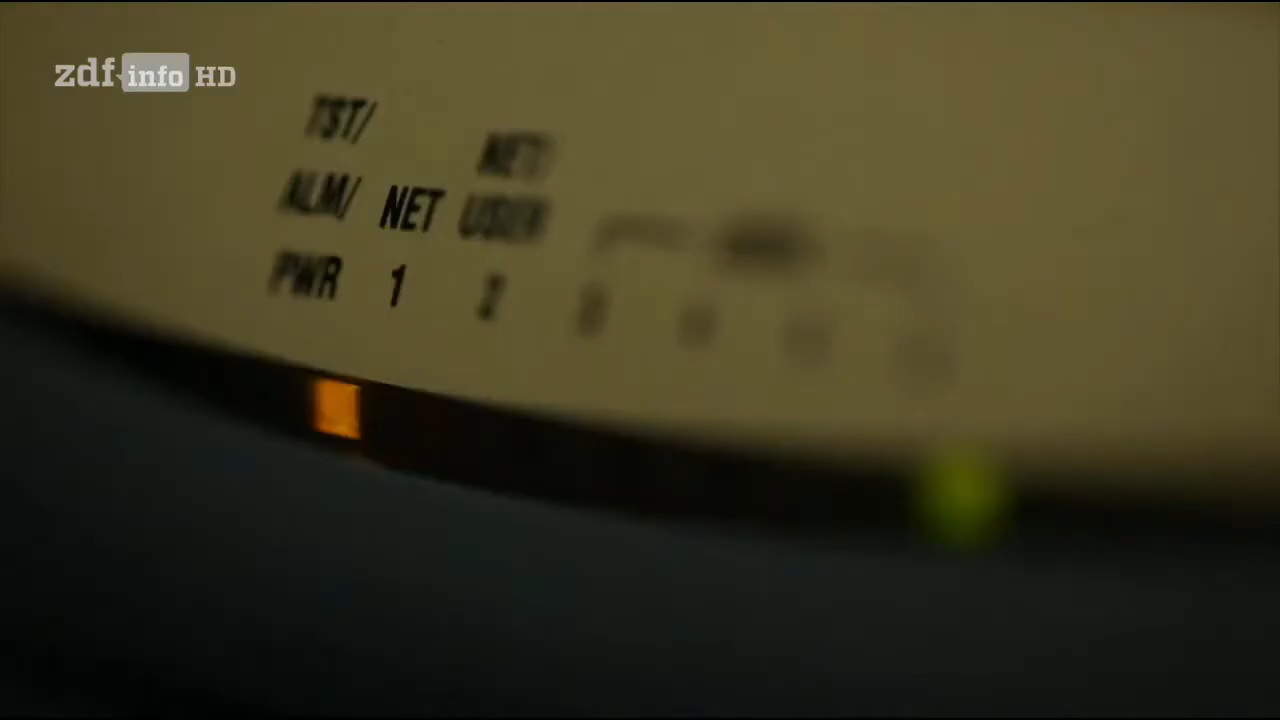 zdf info HD
TST/
NET/
ALM/ NET USER
PWR 1 2